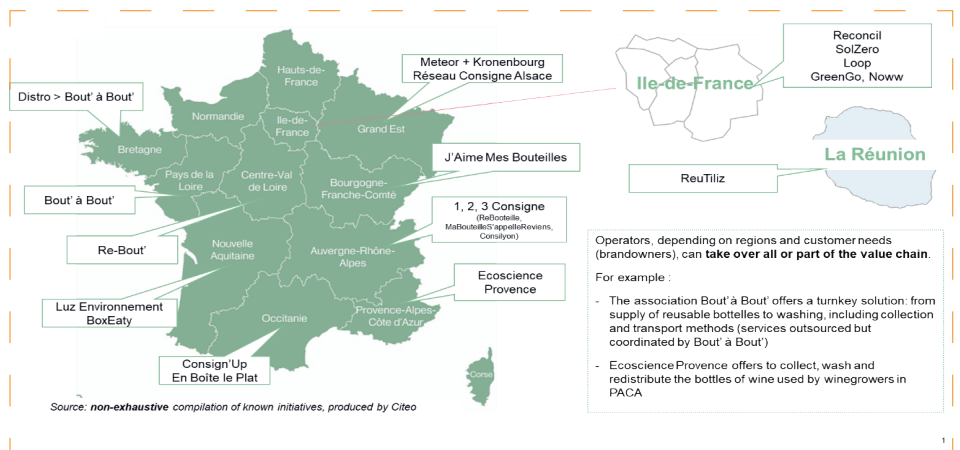 Meteor + Kronenbourg
Réseau Consigne Alsace
Reconcil
SolZero
Loop
GreenGo, Noww
Ile-de-France
Hauts-de-
France
Distro > Bout’ à Bout’
Normandie
Ile-de-
France
Grand Est
Bretagne
La Réunion
J’Aime Mes Bouteilles
Pays de la
Loire
Centre-Val
de Loire
Bourgogne-
Franche-Comté
ReuTiliz
Bout’ à Bout’
1, 2, 3 Consigne
(ReBooteille,
MaBouteilleS’appelleReviens,
Consilyon)
Re-Bout’
Nouvelle
Aquitaine
Auvergne-Rhône-
Alpes
Operators, depending on regions and customer needs
(brandowners), can take over all or part of the value chain.
For example :
- The association Bout’ à Bout’ offers a turnkey solution: from
supply of reusable bottelles to washing, including collection
and transport methods (services outsourced but
coordinated by Bout’ à Bout’)
- Ecoscience Provence offers to collect, wash and
redistribute the bottles of wine used by winegrowers in
PACA
Ecoscience
Provence
Luz Environnement
BoxEaty
Occitanie
Provence-Alpes-
Côte d’Azur
Consign’Up
En Boîte le Plat
Corse
Source: non-exhaustive compilation of known initiatives, produced by Citeo
1